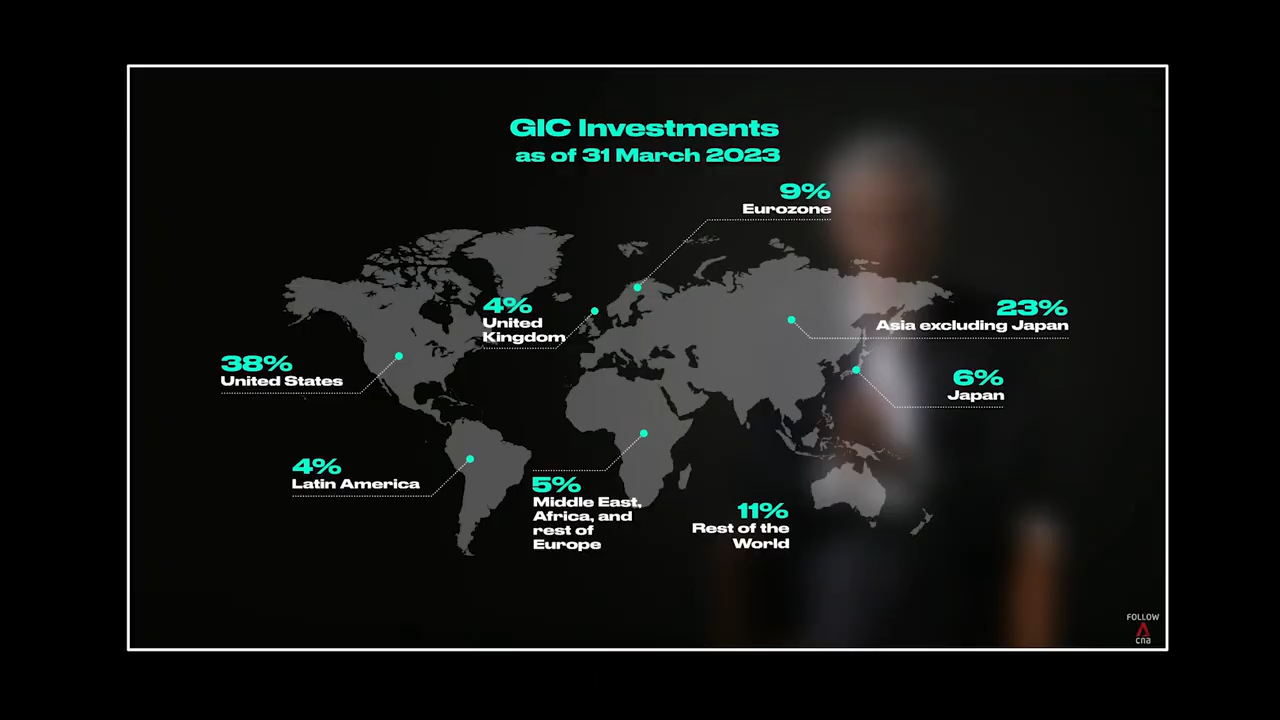 GIC Investments
as of 31 March 2023
9%
Eurozone
4%
United
Kingdom
23%
Asia excluding Japan
38%
United States
6%
Japan
4%
Latin America
5%
Middle East,
Africa, and
rest of
Europe
11%
Rest of the
World
FOLLOW
cna